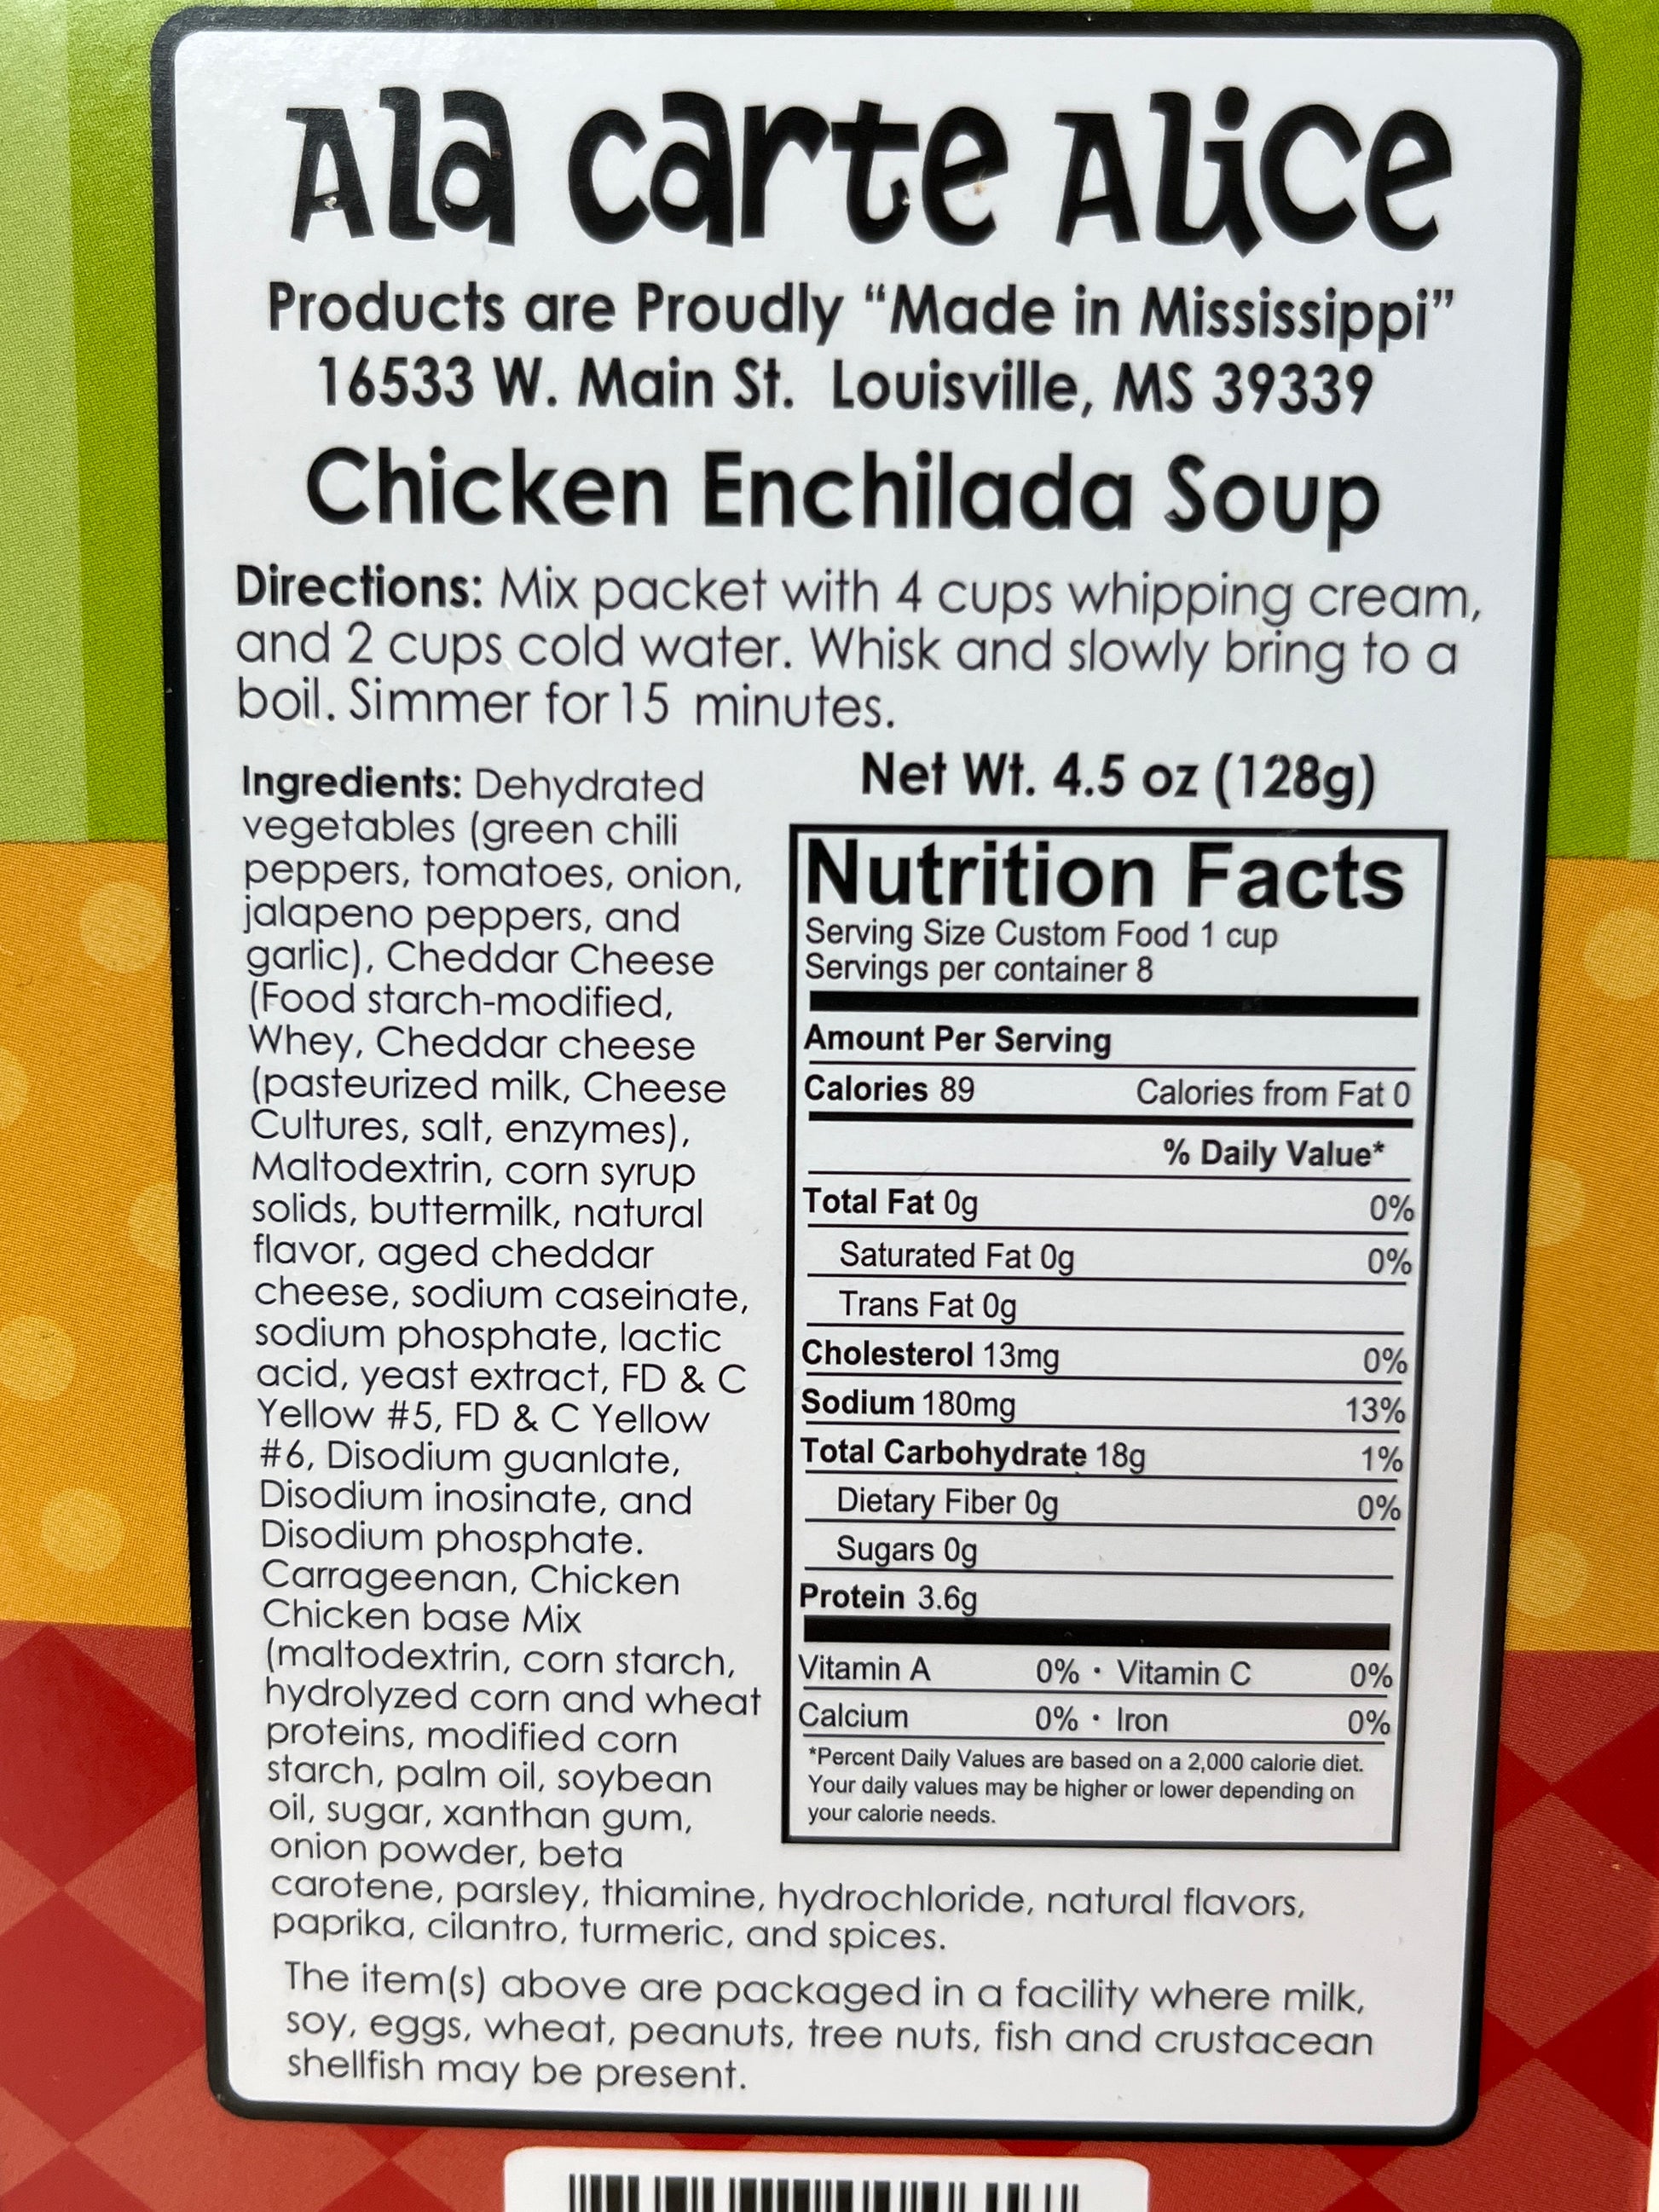 Ala carte Alice
Products are Proudly “Made in Mississippi”
16533 W. Main St. Louisville, MS 39339
Chicken Enchilada Soup
Directions: Mix packet with 4 cups whipping cream,
and 2 cups cold water. Whisk and slowly bring to a
boil. Simmer for 15 minutes.
Ingredients: Dehydrated
vegetables (green chili
peppers, tomatoes, onion,
jalapeno peppers, and
garlic), Cheddar Cheese
(Food starch-modified,
Whey, Cheddar cheese
(pasteurized milk, Cheese
Cultures, salt, enzymes),
Maltodextrin, corn syrup
solids, buttermilk, natural
flavor, aged cheddar
cheese, sodium caseinate,
sodium phosphate, lactic
acid, yeast extract, FD & C
Yellow #5, FD & C Yellow
#6, Disodium guanlate,
Disodium inosinate, and
Disodium phosphate.
Carrageenan, Chicken
Chicken base Mix
(maltodextrin, corn starch,
hydrolyzed corn and wheat
proteins, modified corn
starch, palm oil, soybean
oil, sugar, xanthan gum,
onion powder, beta
carotene, parsley, thiamine, hydrochloride, natural flavors,
paprika, cilantro, turmeric, and spices.
Net Wt. 4.5 oz (128g)
Nutrition Facts
Serving Size Custom Food 1 cup
Servings per container 8
Amount Per Serving
Calories 89 Calories from Fat 0
% Daily Value*
Total Fat 0g 0%
Saturated Fat 0g 0%
Trans Fat 0g
Cholesterol 13mg 0%
Sodium 180mg 13%
Total Carbohydrate 18g 1%
Dietary Fiber 0g 0%
Sugars 0g
Protein 3.6g
Vitamin A 0% · Vitamin C 0%
Calcium 0% · Iron 0%
*Percent Daily Values are based on a 2,000 calorie diet.
Your daily values may be higher or lower depending on
your calorie needs.
The item(s) above are packaged in a facility where milk,
soy, eggs, wheat, peanuts, tree nuts, fish and crustacean
shellfish may be present.